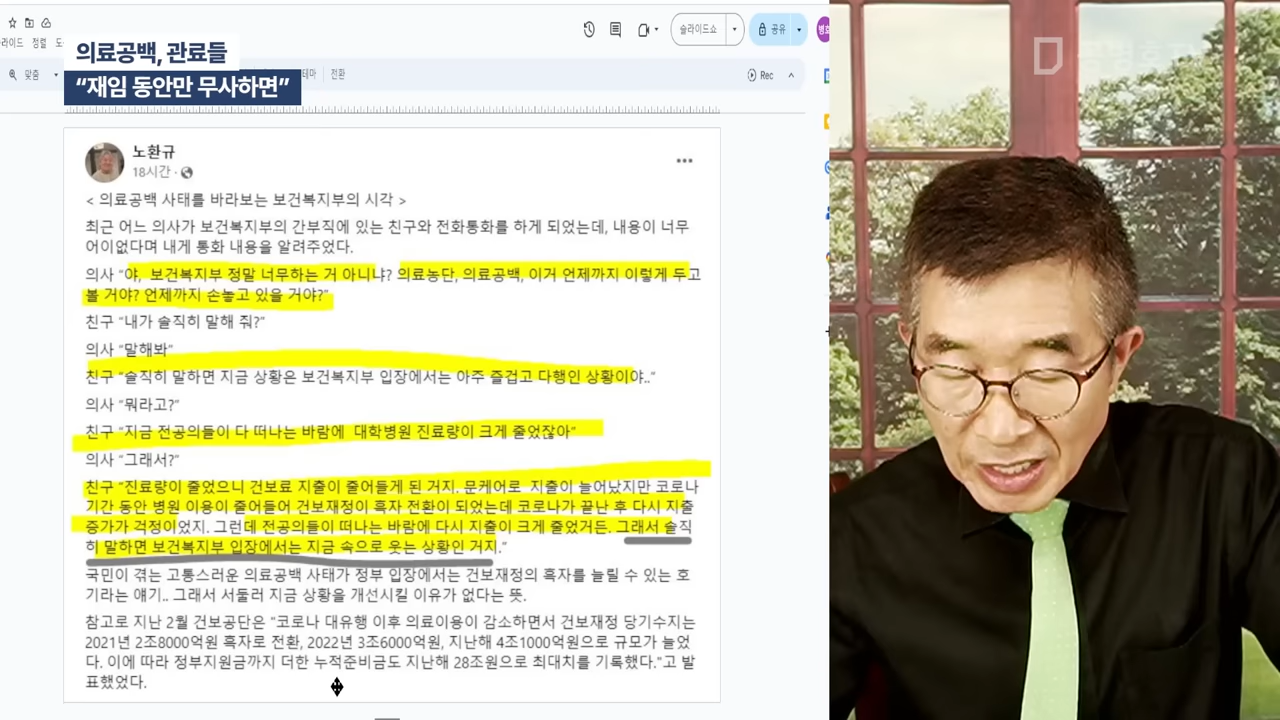 라이드 정렬 도
의료공백, 관료들
“재임 동안만 무사하면”
맞춤
테마
전환
슬라이드쇼
공유
병호
Rec
노환규
18시간 ·
< 의료공백 사태를 바라보는 보건복지부의 시각 >
최근 어느 의사가 보건복지부의 간부직에 있는 친구와 전화통화를 하게 되었는데, 내용이 너무
어이없다며 내게 통화 내용을 알려주었다.
의사 “야, 보건복지부 정말 너무하는 거 아니냐? 의료농단, 의료공백, 이거 언제까지 이렇게 두고
볼 거야? 언제까지 손놓고 있을 거야?”
친구 “내가 솔직히 말해 줘?”
의사 “말해봐”
친구 “솔직히 말하면 지금 상황은 보건복지부 입장에서는 아주 즐겁고 다행인 상황이야..”
의사 “뭐라고?”
친구 “지금 전공의들이 다 떠나는 바람에 대학병원 진료량이 크게 줄었잖아”
의사 “그래서?”
친구 “진료량이 줄었으니 건보료 지출이 줄어들게 된 거지. 문케어로 지출이 늘어났지만 코로나
기간 동안 병원 이용이 줄어들어 건보재정이 흑자 전환이 되었는데 코로나가 끝난 후 다시 지출
증가가 걱정이었지. 그런데 전공의들이 떠나는 바람에 다시 지출이 크게 줄었거든. 그래서 솔직
히 말하면 보건복지부 입장에서는 지금 속으로 웃는 상황인 거지.”
국민이 겪는 고통스러운 의료공백 사태가 정부 입장에서는 건보재정의 흑자를 늘릴 수 있는 호
기라는 얘기.. 그래서 서둘러 지금 상황을 개선시킬 이유가 없다는 뜻.
참고로 지난 2월 건보공단은 “코로나 대유행 이후 의료이용이 감소하면서 건보재정 당기수지는
2021년 2조8000억원 흑자로 전환, 2022년 3조6000억원, 지난해 4조1000억원으로 규모가 늘었
다. 이에 따라 정부지원금까지 더한 누적준비금도 지난해 28조원으로 최대치를 기록했다.”고 발
표했었다.